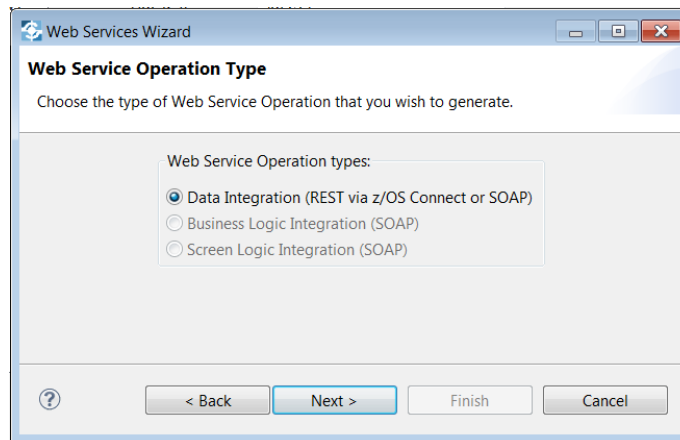 Web Services Wizard
Web Service Operation Type
Choose the type of Web Service Operation that you wish to generate.
Web Service Operation types:
Data Integration (REST via z/OS Connect or SOAP)
Business Logic Integration (SOAP)
Screen Logic Integration (SOAP)
? < Back Next > Finish Cancel